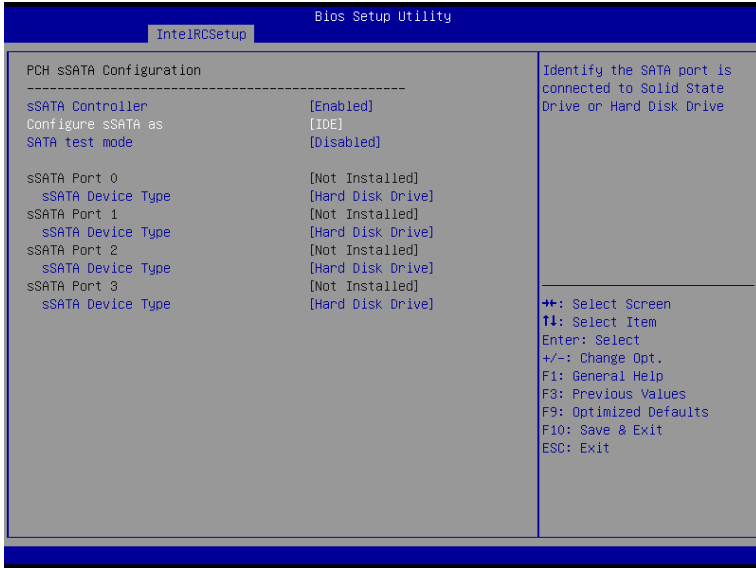 Bios Setup Utility
IntelRCSetup
PCH sSATA Configuration
--------------------------------------------------
sSATA Controller [Enabled]
Configure sSATA as [IDE]
SATA test mode [Disabled]
sSATA Port 0 [Not Installed]
sSATA Device Type [Hard Disk Drive]
sSATA Port 1 [Not Installed]
sSATA Device Type [Hard Disk Drive]
sSATA Port 2 [Not Installed]
sSATA Device Type [Hard Disk Drive]
sSATA Port 3 [Not Installed]
sSATA Device Type [Hard Disk Drive]
Identify the SATA port is
connected to Solid State
Drive or Hard Disk Drive
→←: Select Screen
↑↓: Select Item
Enter: Select
+/-: Change Opt.
F1: General Help
F3: Previous Values
F9: Optimized Defaults
F10: Save & Exit
ESC: Exit